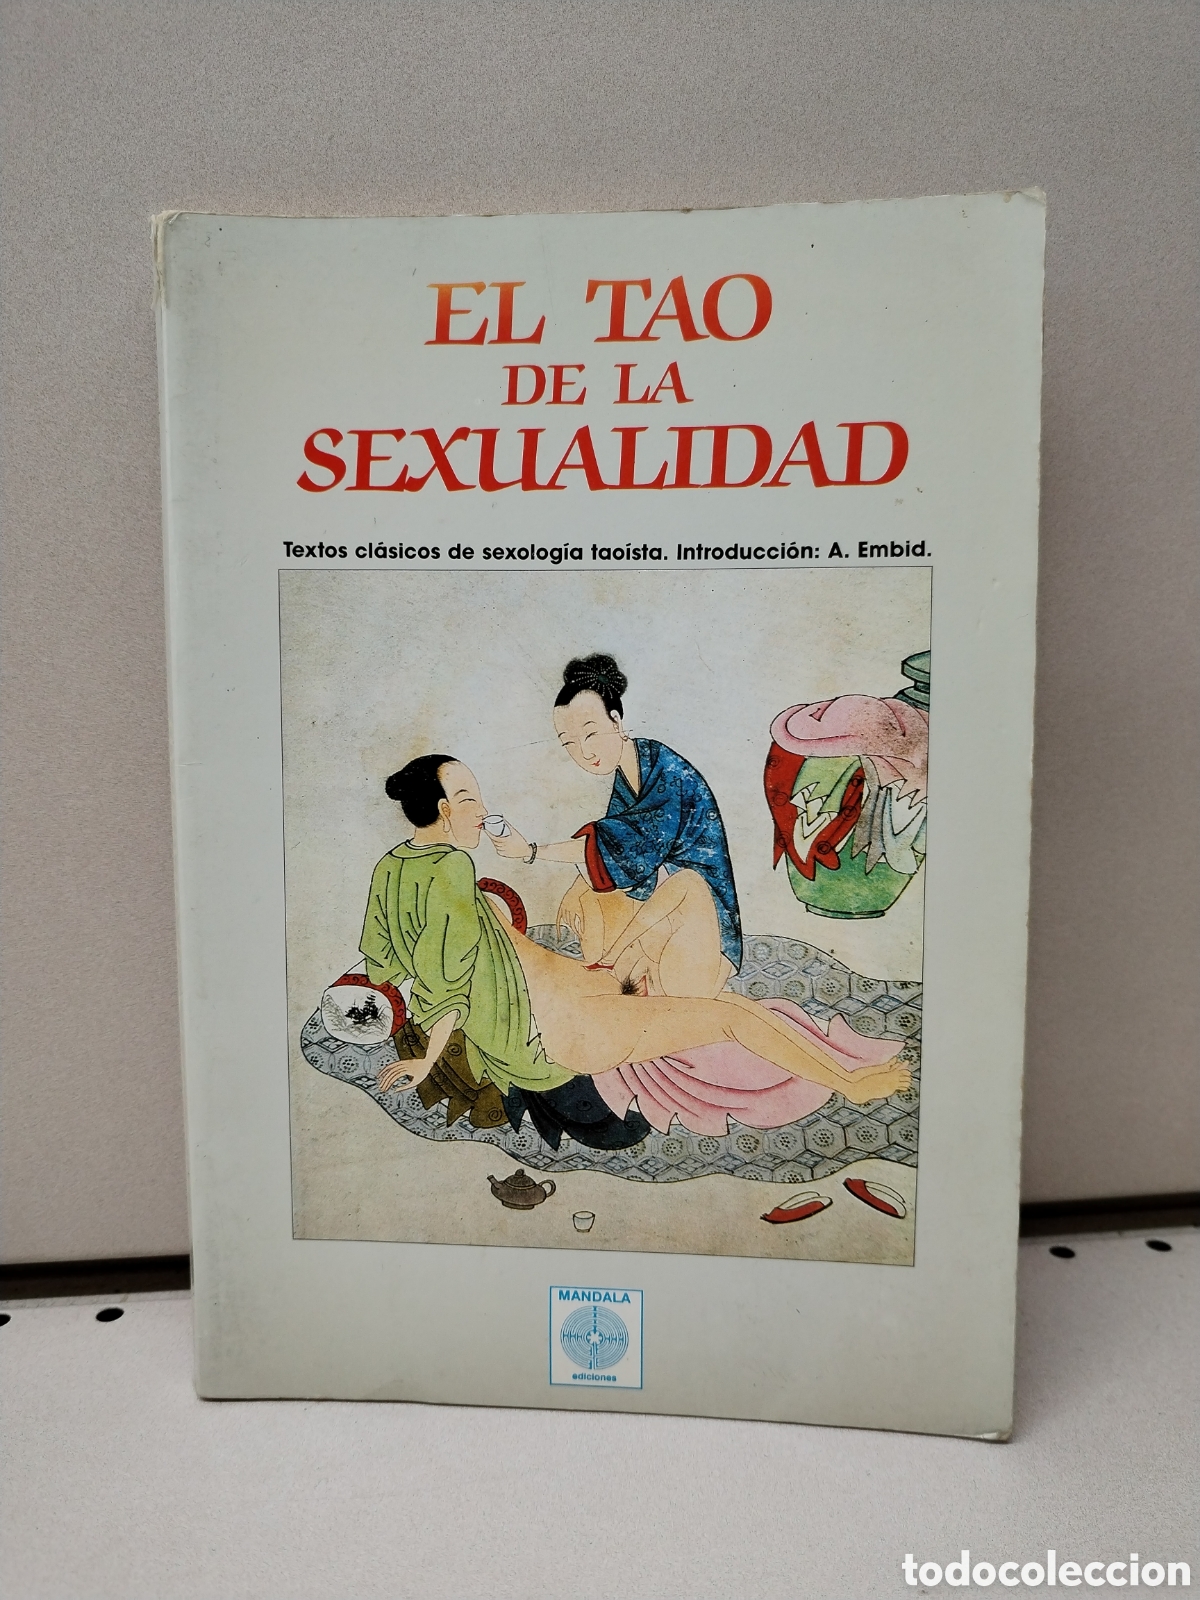 EL TAO
DE LA
SEXUALIDAD
Textos clásicos de sexología taoísta. Introducción: A. Embid.
MANDALA
ediciones
todocoleccion